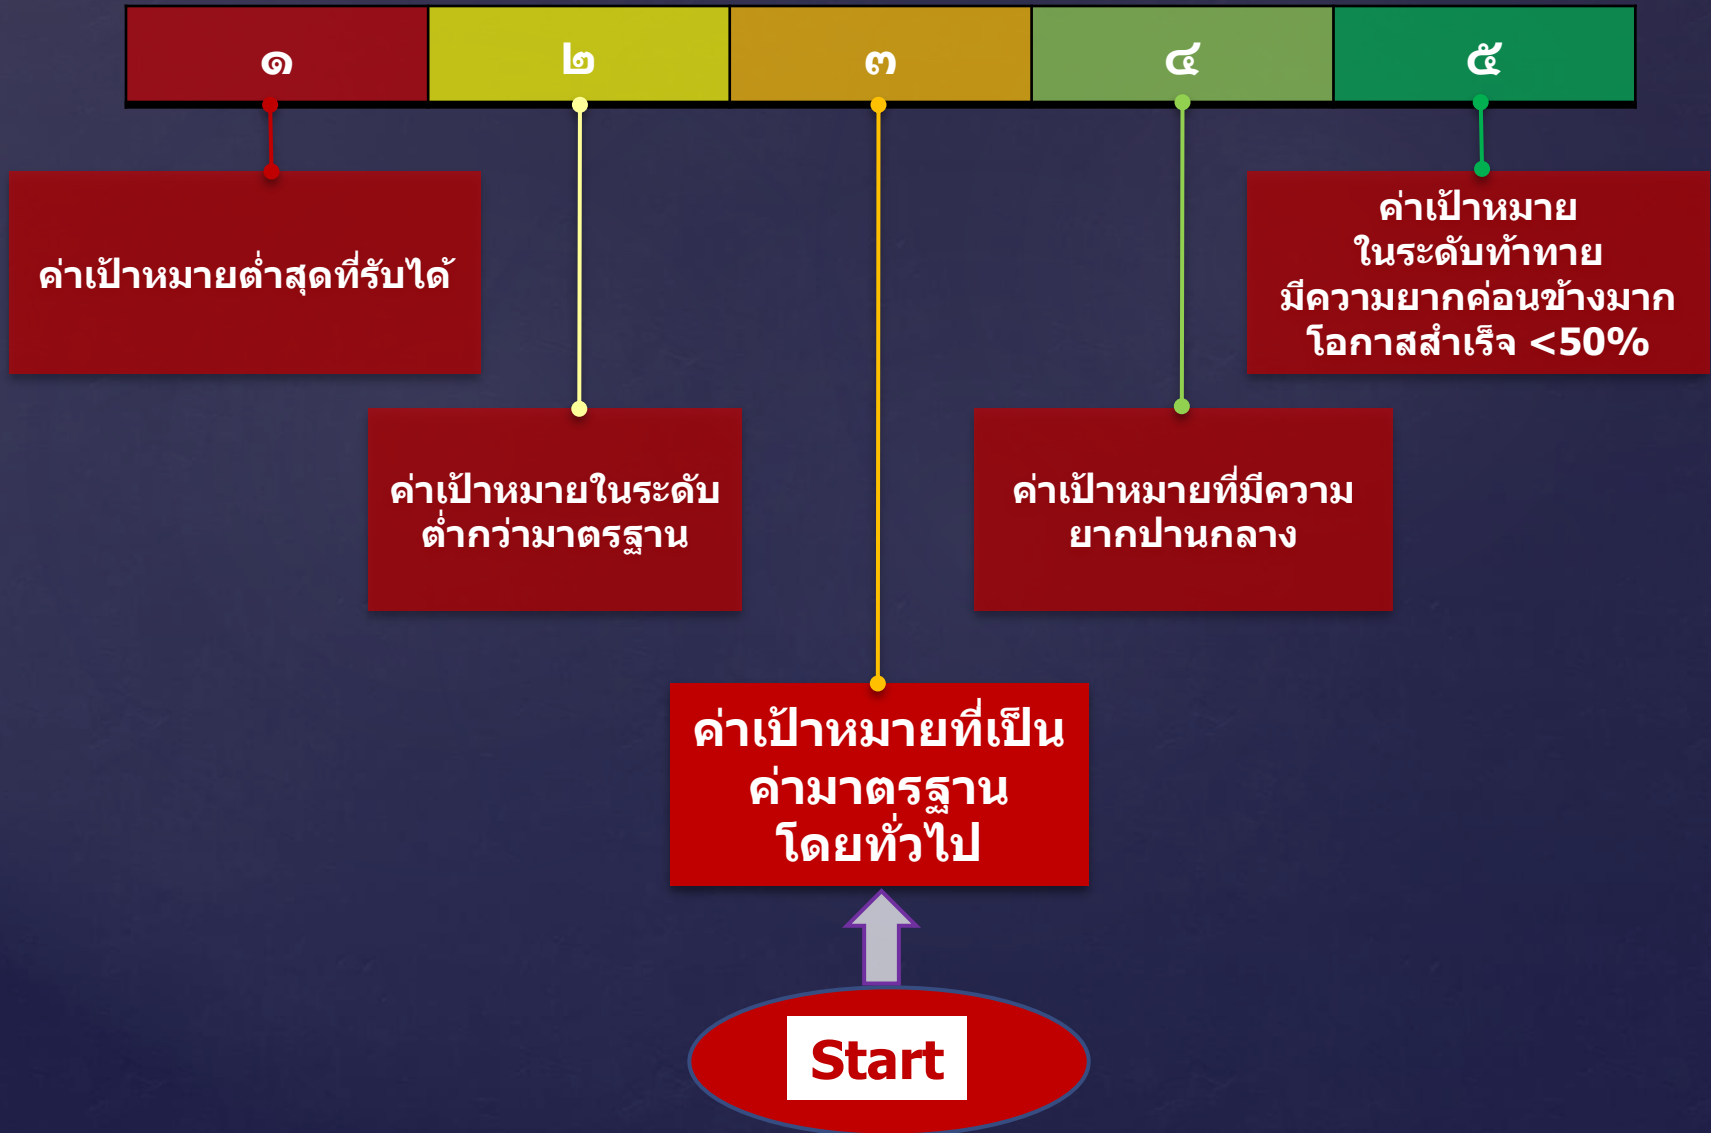 ๑
๒
๓
๔
๕
ค่าเป้าหมายต่ำสุดที่รับได้
ค่าเป้าหมาย
ในระดับท้าทาย
มีความยากค่อนข้างมาก
โอกาสสำเร็จ <50%
ค่าเป้าหมายในระดับ
ต่ำกว่ามาตรฐาน
ค่าเป้าหมายที่มีความ
ยากปานกลาง
ค่าเป้าหมายที่เป็น
ค่ามาตรฐาน
โดยทั่วไป
Start